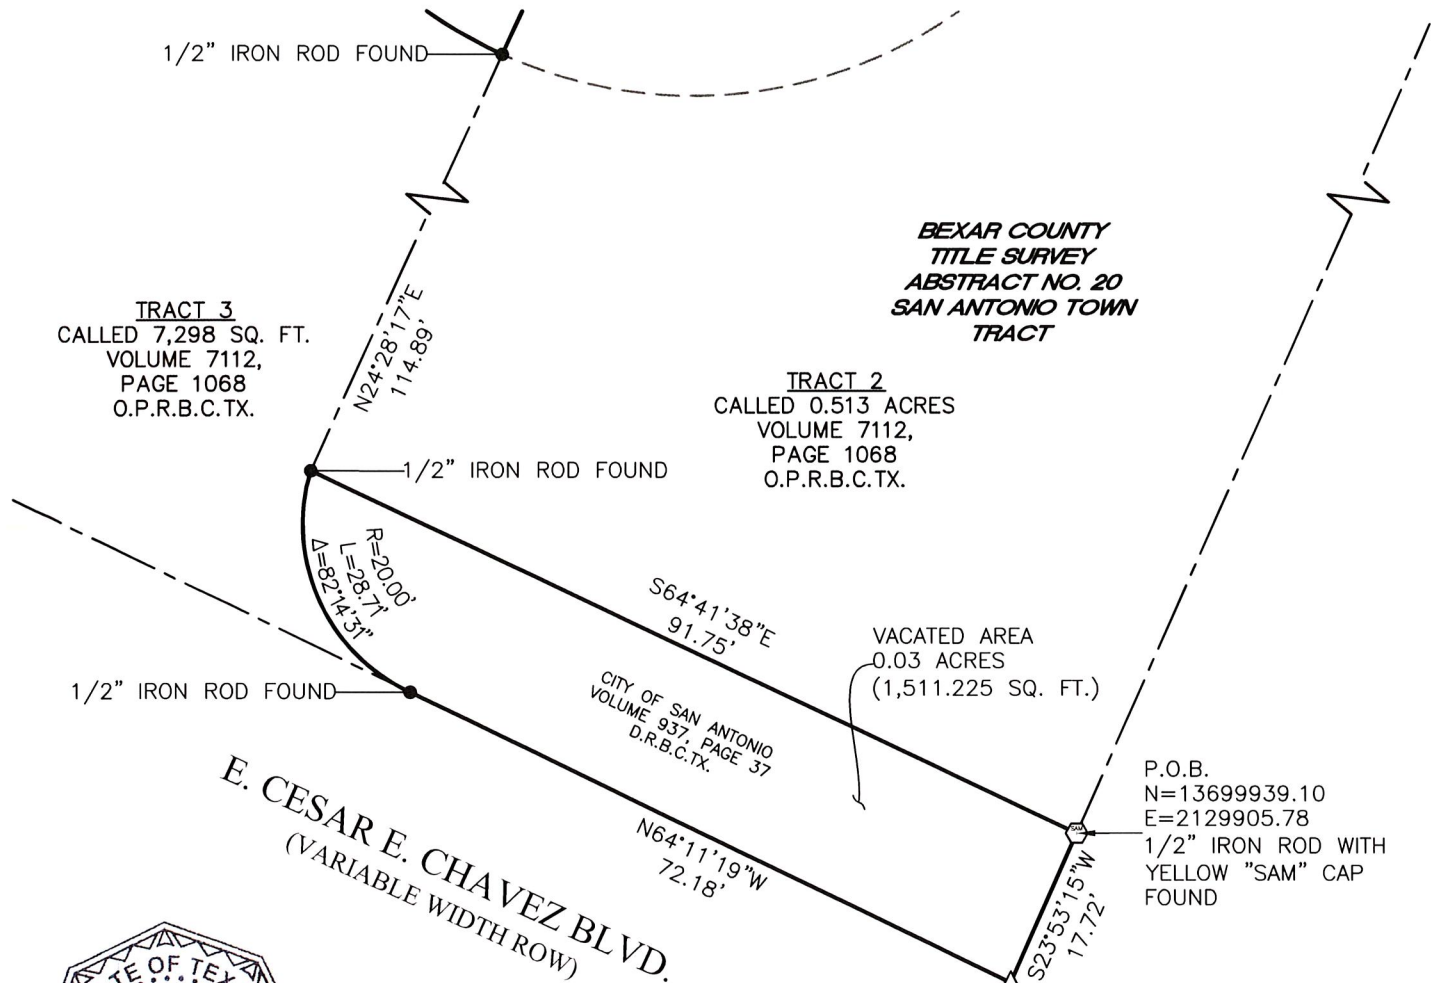 1/2" IRON ROD FOUND
BEXAR COUNTY
TITLE SURVEY
ABSTRACT NO. 20
SAN ANTONIO TOWN
TRACT
TRACT 3
CALLED 7,298 SQ. FT.
VOLUME 7112,
PAGE 1068
O.P.R.B.C.TX.
N24°28'17"E
114.89'
TRACT 2
CALLED 0.513 ACRES
VOLUME 7112,
PAGE 1068
O.P.R.B.C.TX.
1/2" IRON ROD FOUND
R=20.00'
L=28.71'
Δ=82°14'31"
S64°41'38"E
91.75'
VACATED AREA
0.03 ACRES
(1,511.225 SQ. FT.)
1/2" IRON ROD FOUND
CITY OF SAN ANTONIO
VOLUME 937, PAGE 37
D.R.B.C.TX.
P.O.B.
N=13699939.10
E=2129905.78
1/2" IRON ROD WITH
YELLOW "SAM" CAP
FOUND
SAM
N64°11'19"W
72.18'
S23°53'15"W
17.72'
E. CESAR E. CHAVEZ BLVD.
(VARIABLE WIDTH ROW)
TE OF TEX